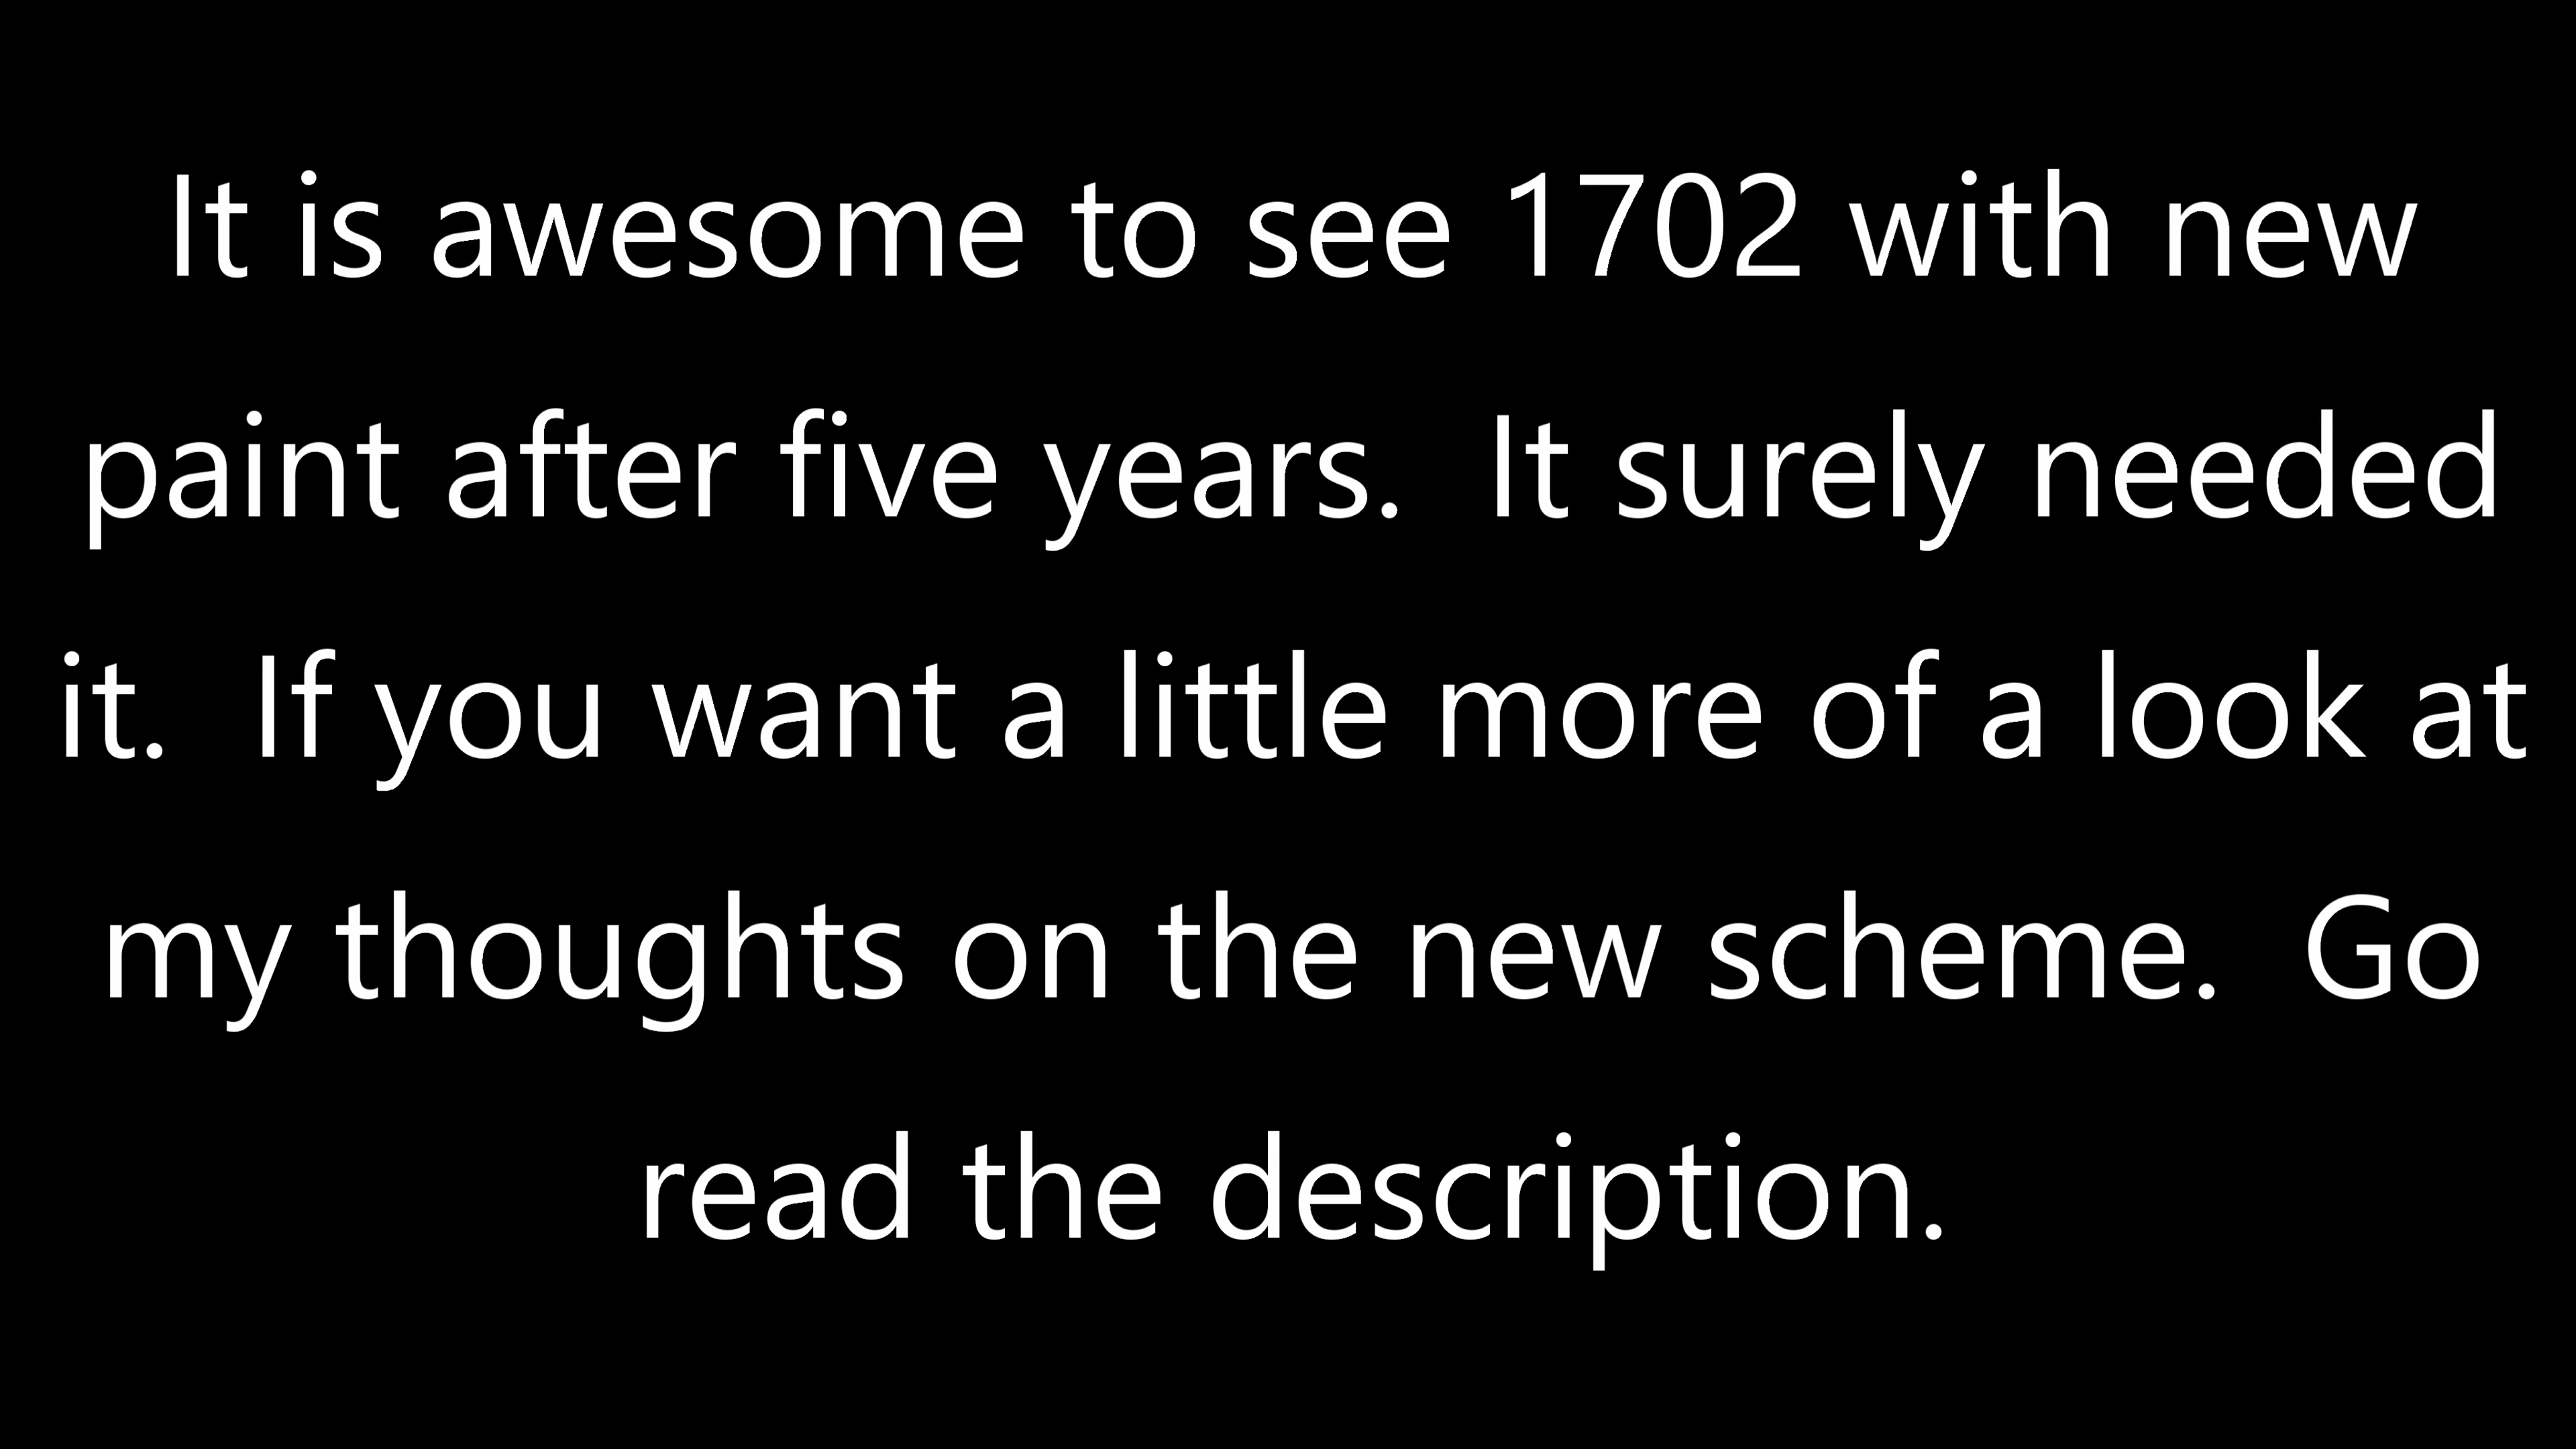 It is awesome to see 1702 with new
paint after five years.  It surely needed
it.  If you want a little more of a look at
my thoughts on the new scheme.  Go
read the description.